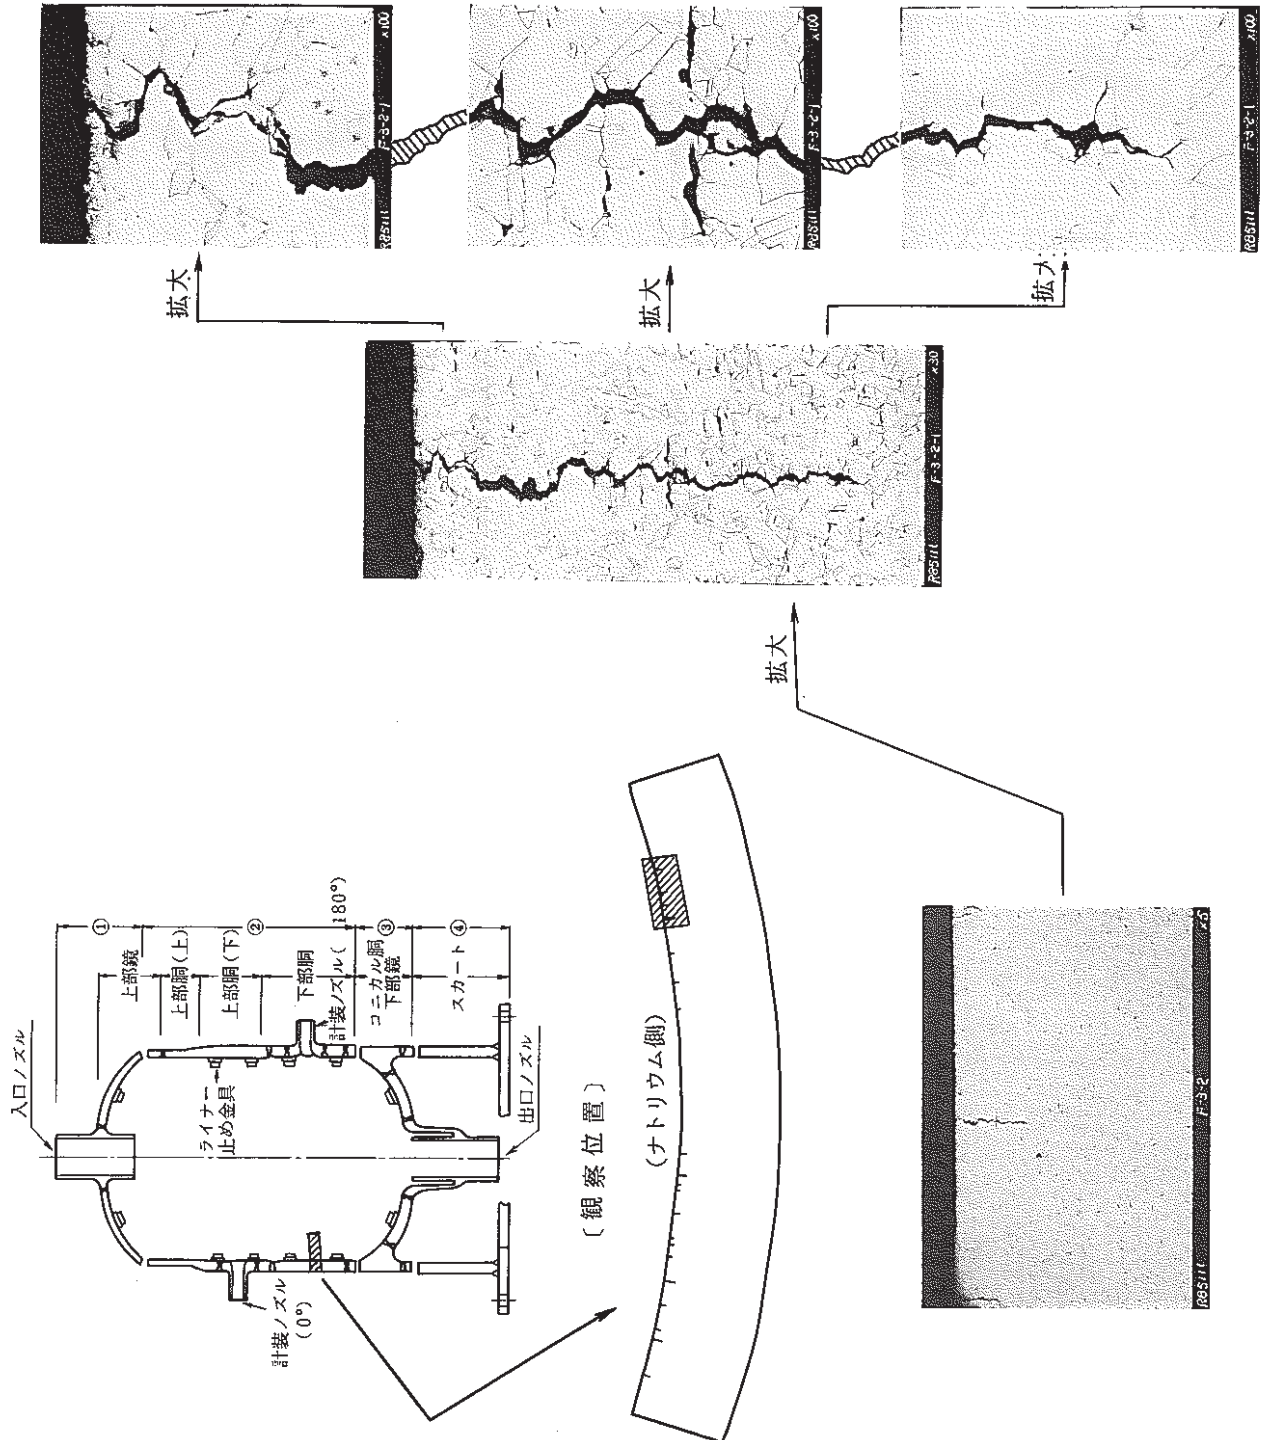 入口ノズル
上部鏡
上部胴(上)
上部胴(下)
下部胴
コニカル胴
下部鏡
スカート
①
②
③
④
計装ノズル(180°)
ライナー
止め金具
計装ノズル
(0°)
出口ノズル
〔観察位置〕
(ナトリウム側)
R85111 F-3-2 ×5
拡大
R85111 F-3-2-1 ×30
拡大
拡大
拡大
R85111 F-3-2-1 ×100
R85111 F-3-2-1 ×100
R85111 F-3-2-1 ×100